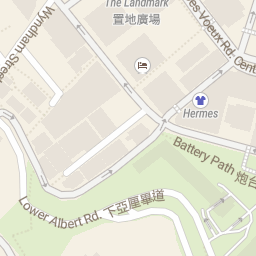 The Landmark
置地廣場
es Voeux Rd. Cent
Wyndham Street
Hermes
Battery Path 炮台
Lower Albert Rd. 下亞厘畢道